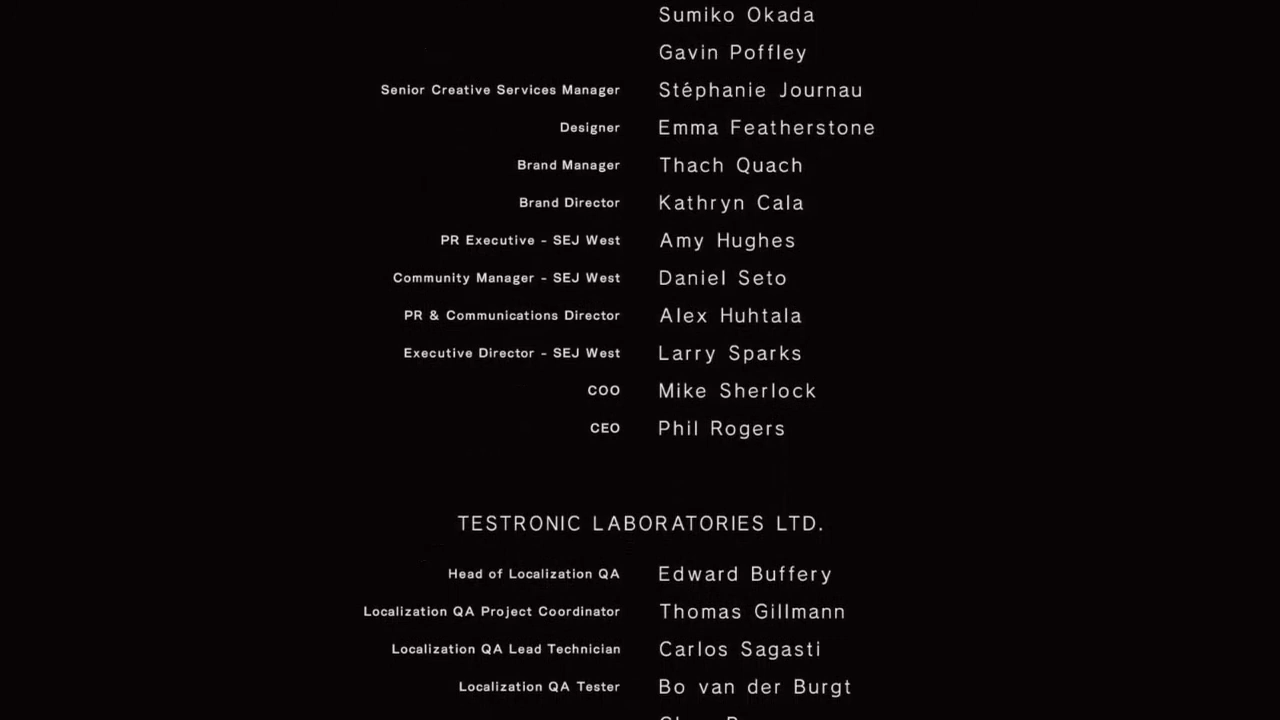 Sumiko Okada
Gavin Poffley
Senior Creative Services Manager Stéphanie Journau
Designer Emma Featherstone
Brand Manager Thach Quach
Brand Director Kathryn Cala
PR Executive - SEJ West Amy Hughes
Community Manager - SEJ West Daniel Seto
PR & Communications Director Alex Huhtala
Executive Director - SEJ West Larry Sparks
COO Mike Sherlock
CEO Phil Rogers
TESTRONIC LABORATORIES LTD.
Head of Localization QA Edward Buffery
Localization QA Project Coordinator Thomas Gillmann
Localization QA Lead Technician Carlos Sagasti
Localization QA Tester Bo van der Burgt